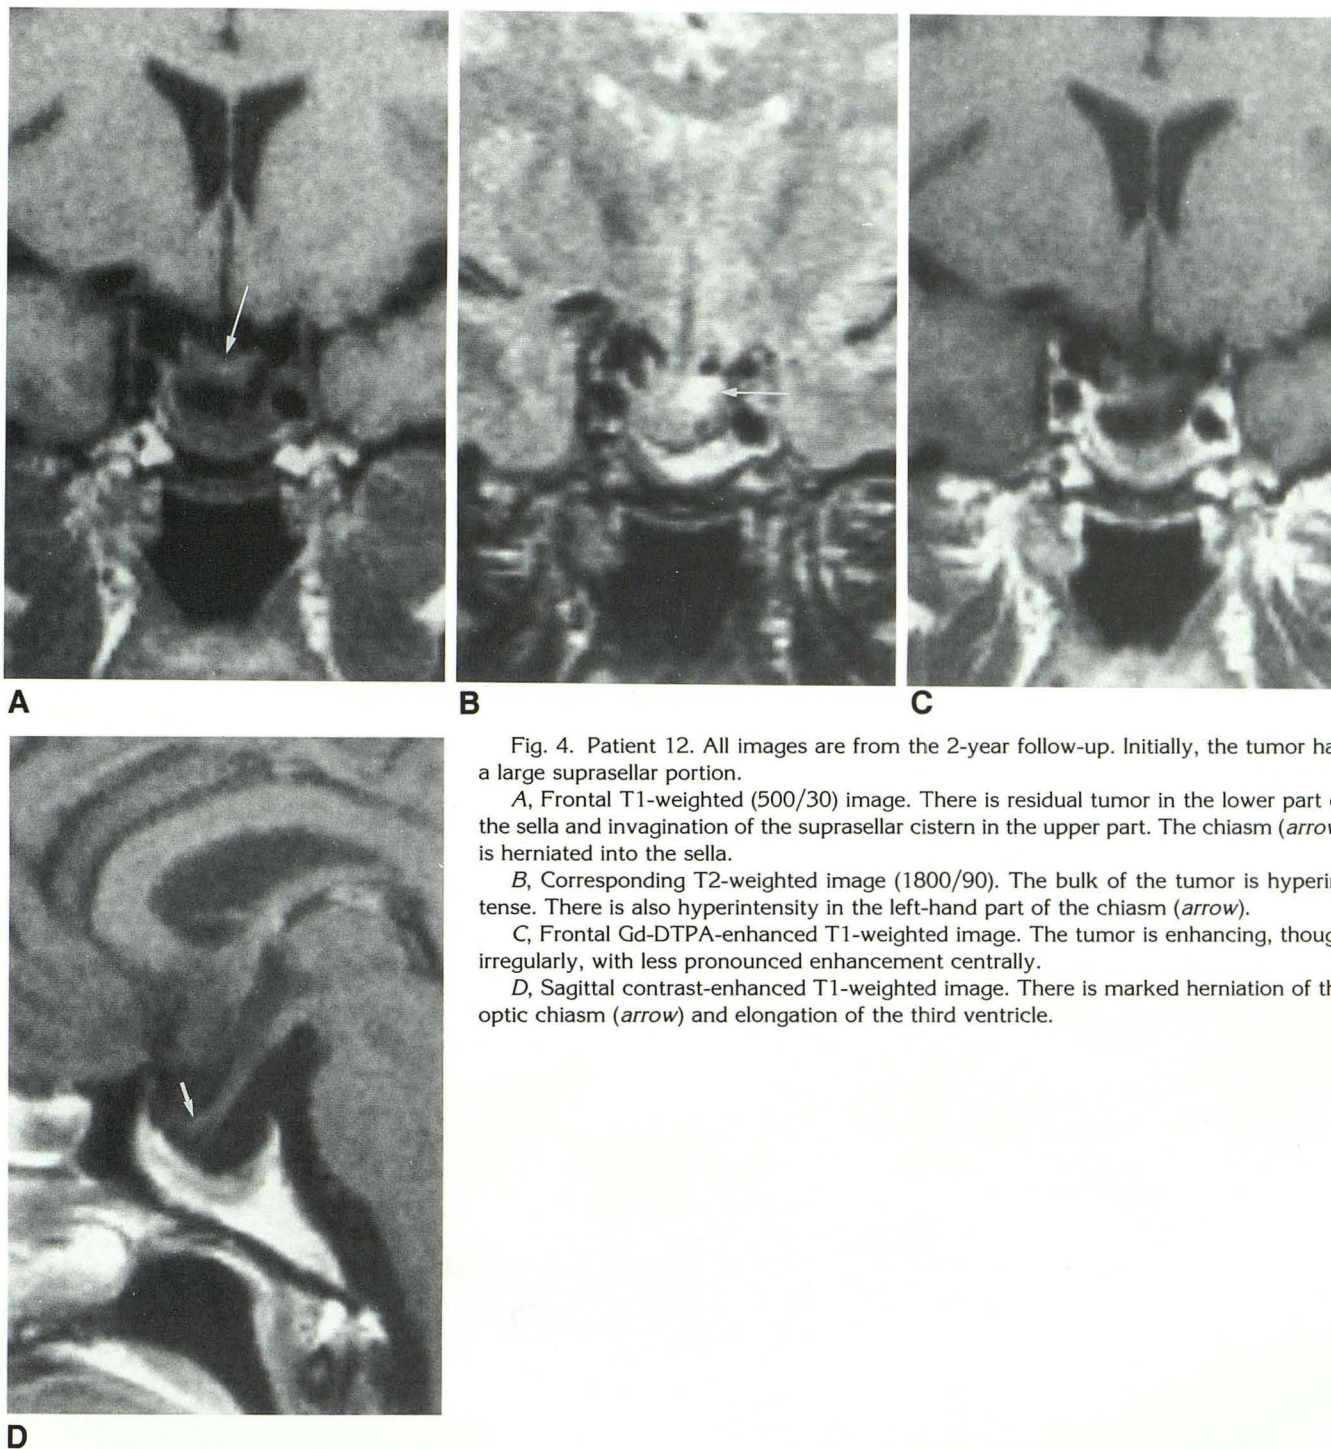 A
B
C
Fig. 4. Patient 12. All images are from the 2-year follow-up. Initially, the tumor ha
a large suprasellar portion.
A, Frontal T1-weighted (500/30) image. There is residual tumor in the lower part
the sella and invagination of the suprasellar cistern in the upper part. The chiasm (arrow
is herniated into the sella.
B, Corresponding T2-weighted image (1800/90). The bulk of the tumor is hyperin
tense. There is also hyperintensity in the left-hand part of the chiasm (arrow).
C, Frontal Gd-DTPA-enhanced T1-weighted image. The tumor is enhancing, thoug
irregularly, with less pronounced enhancement centrally.
D, Sagittal contrast-enhanced T1-weighted image. There is marked herniation of th
optic chiasm (arrow) and elongation of the third ventricle.
D